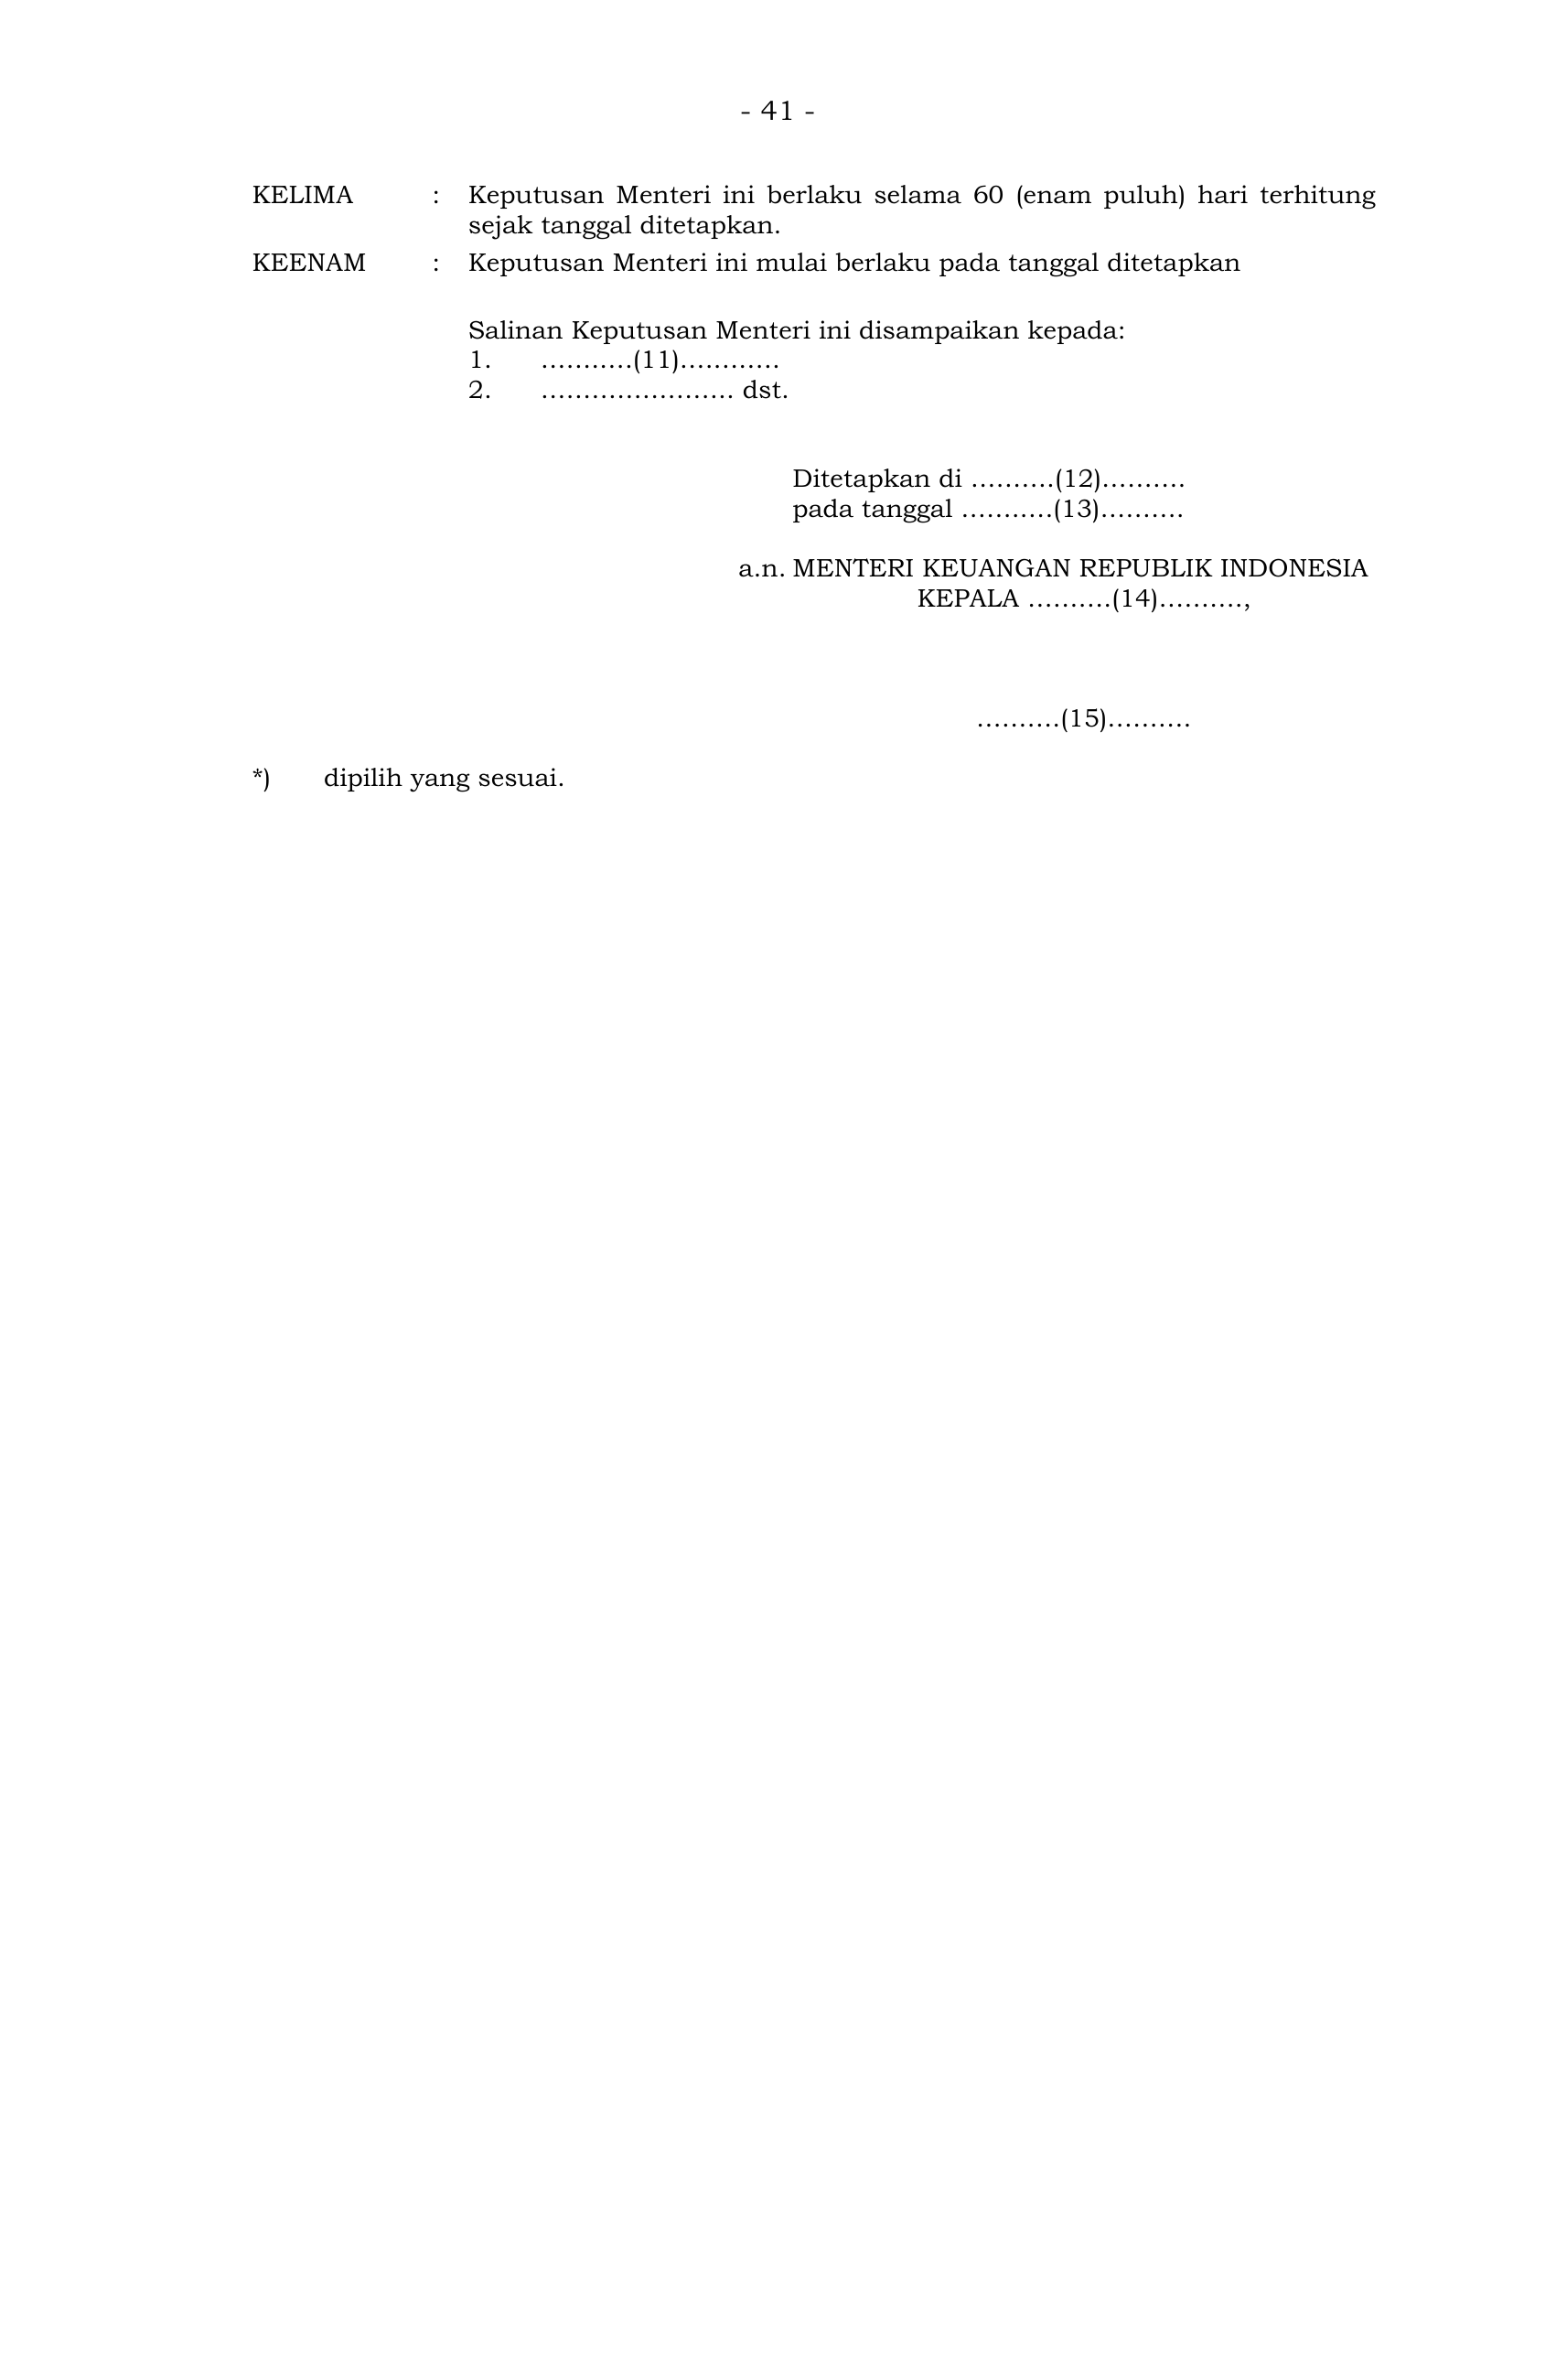 - 41 -
KELIMA : Keputusan Menteri ini berlaku selama 60 (enam puluh) hari terhitung
sejak tanggal ditetapkan.
KEENAM : Keputusan Menteri ini mulai berlaku pada tanggal ditetapkan
Salinan Keputusan Menteri ini disampaikan kepada:
1. ...........(11)............
2. ....................... dst.
Ditetapkan di ..........(12)..........
pada tanggal ...........(13)..........
a.n. MENTERI KEUANGAN REPUBLIK INDONESIA
KEPALA ..........(14)..........,
..........(15)..........
*) dipilih yang sesuai.